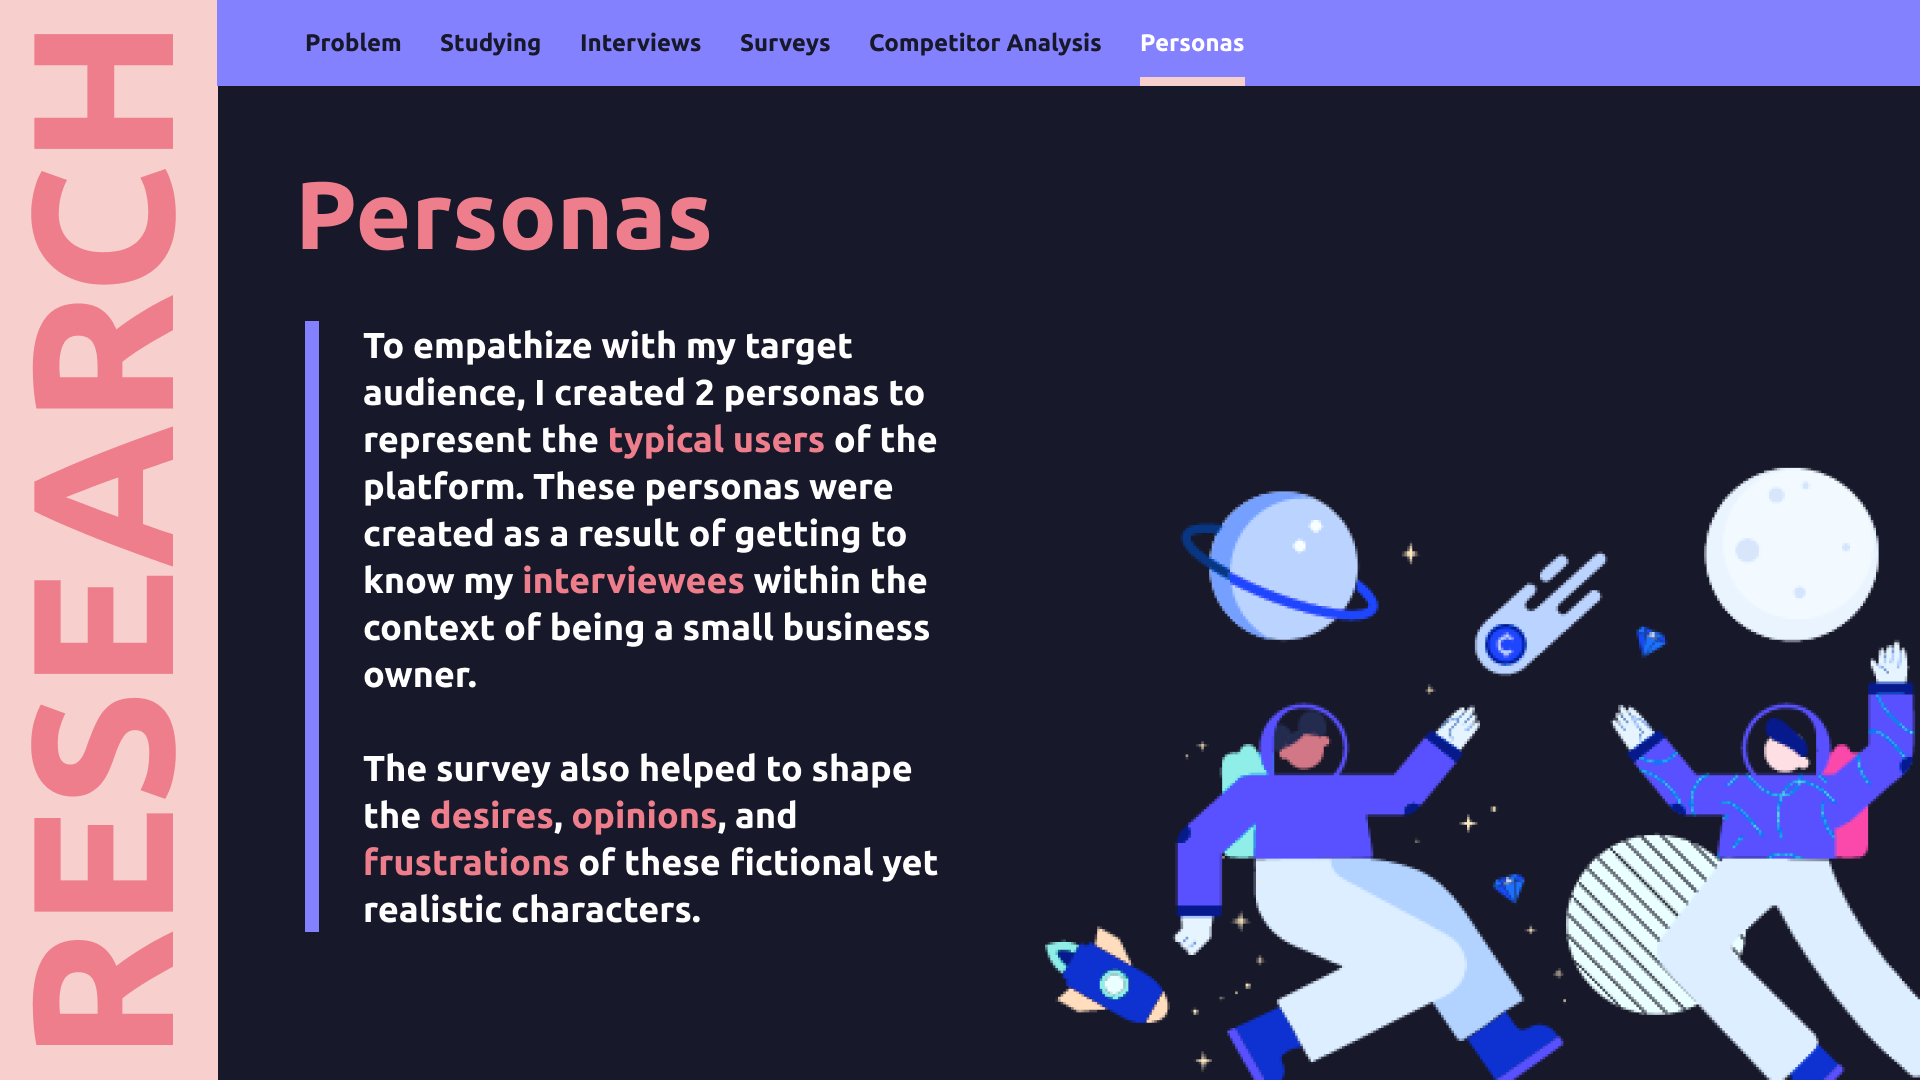 RESEARCH
Problem Studying Interviews Surveys Competitor Analysis Personas
Personas
To empathize with my target
audience, I created 2 personas to
represent the typical users of the
platform. These personas were
created as a result of getting to
know my interviewees within the
context of being a small business
owner.
The survey also helped to shape
the desires, opinions, and
frustrations of these fictional yet
realistic characters.